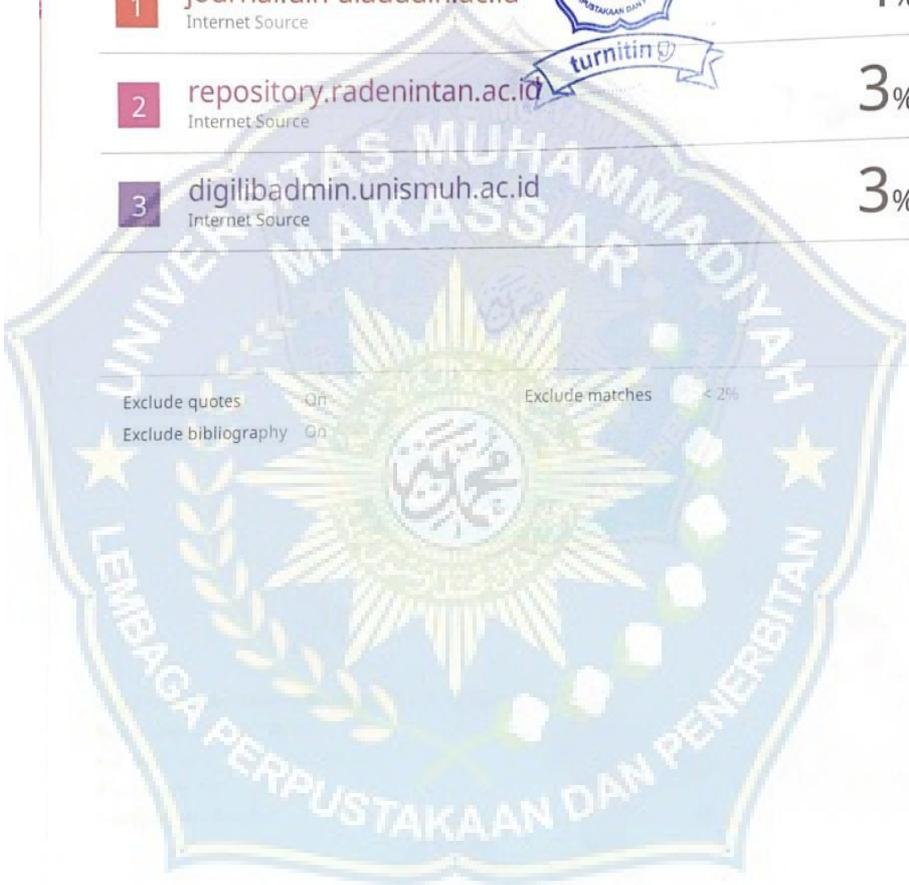 1
Internet Source
turnitin
2 repository.radenintan.ac.id 3%
Internet Source
3 digilibadmin.unismuh.ac.id 3%
Internet Source
Exclude quotes On
Exclude matches < 2%
Exclude bibliography On
UNIVERSITAS MUHAMMADIYAH
MAKASSAR
LEMBAGA PERPUSTAKAAN DAN PENERBITAN